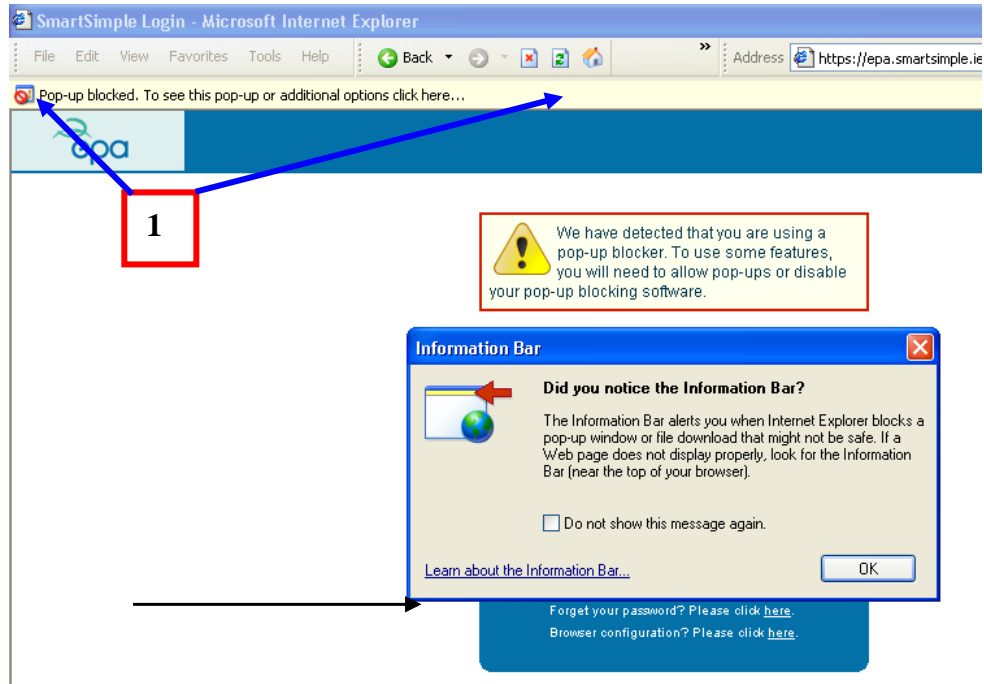 SmartSimple Login - Microsoft Internet Explorer
File Edit View Favorites Tools Help Back » Address https://epa.smartsimple.ie
Pop-up blocked. To see this pop-up or additional options click here...
epa
1
We have detected that you are using a
pop-up blocker. To use some features,
you will need to allow pop-ups or disable
your pop-up blocking software.
Information Bar
Did you notice the Information Bar?
The Information Bar alerts you when Internet Explorer blocks a
pop-up window or file download that might not be safe. If a
Web page does not display properly, look for the Information
Bar (near the top of your browser).
Do not show this message again.
Learn about the Information Bar...
OK
Forget your password? Please click here.
Browser configuration? Please click here.